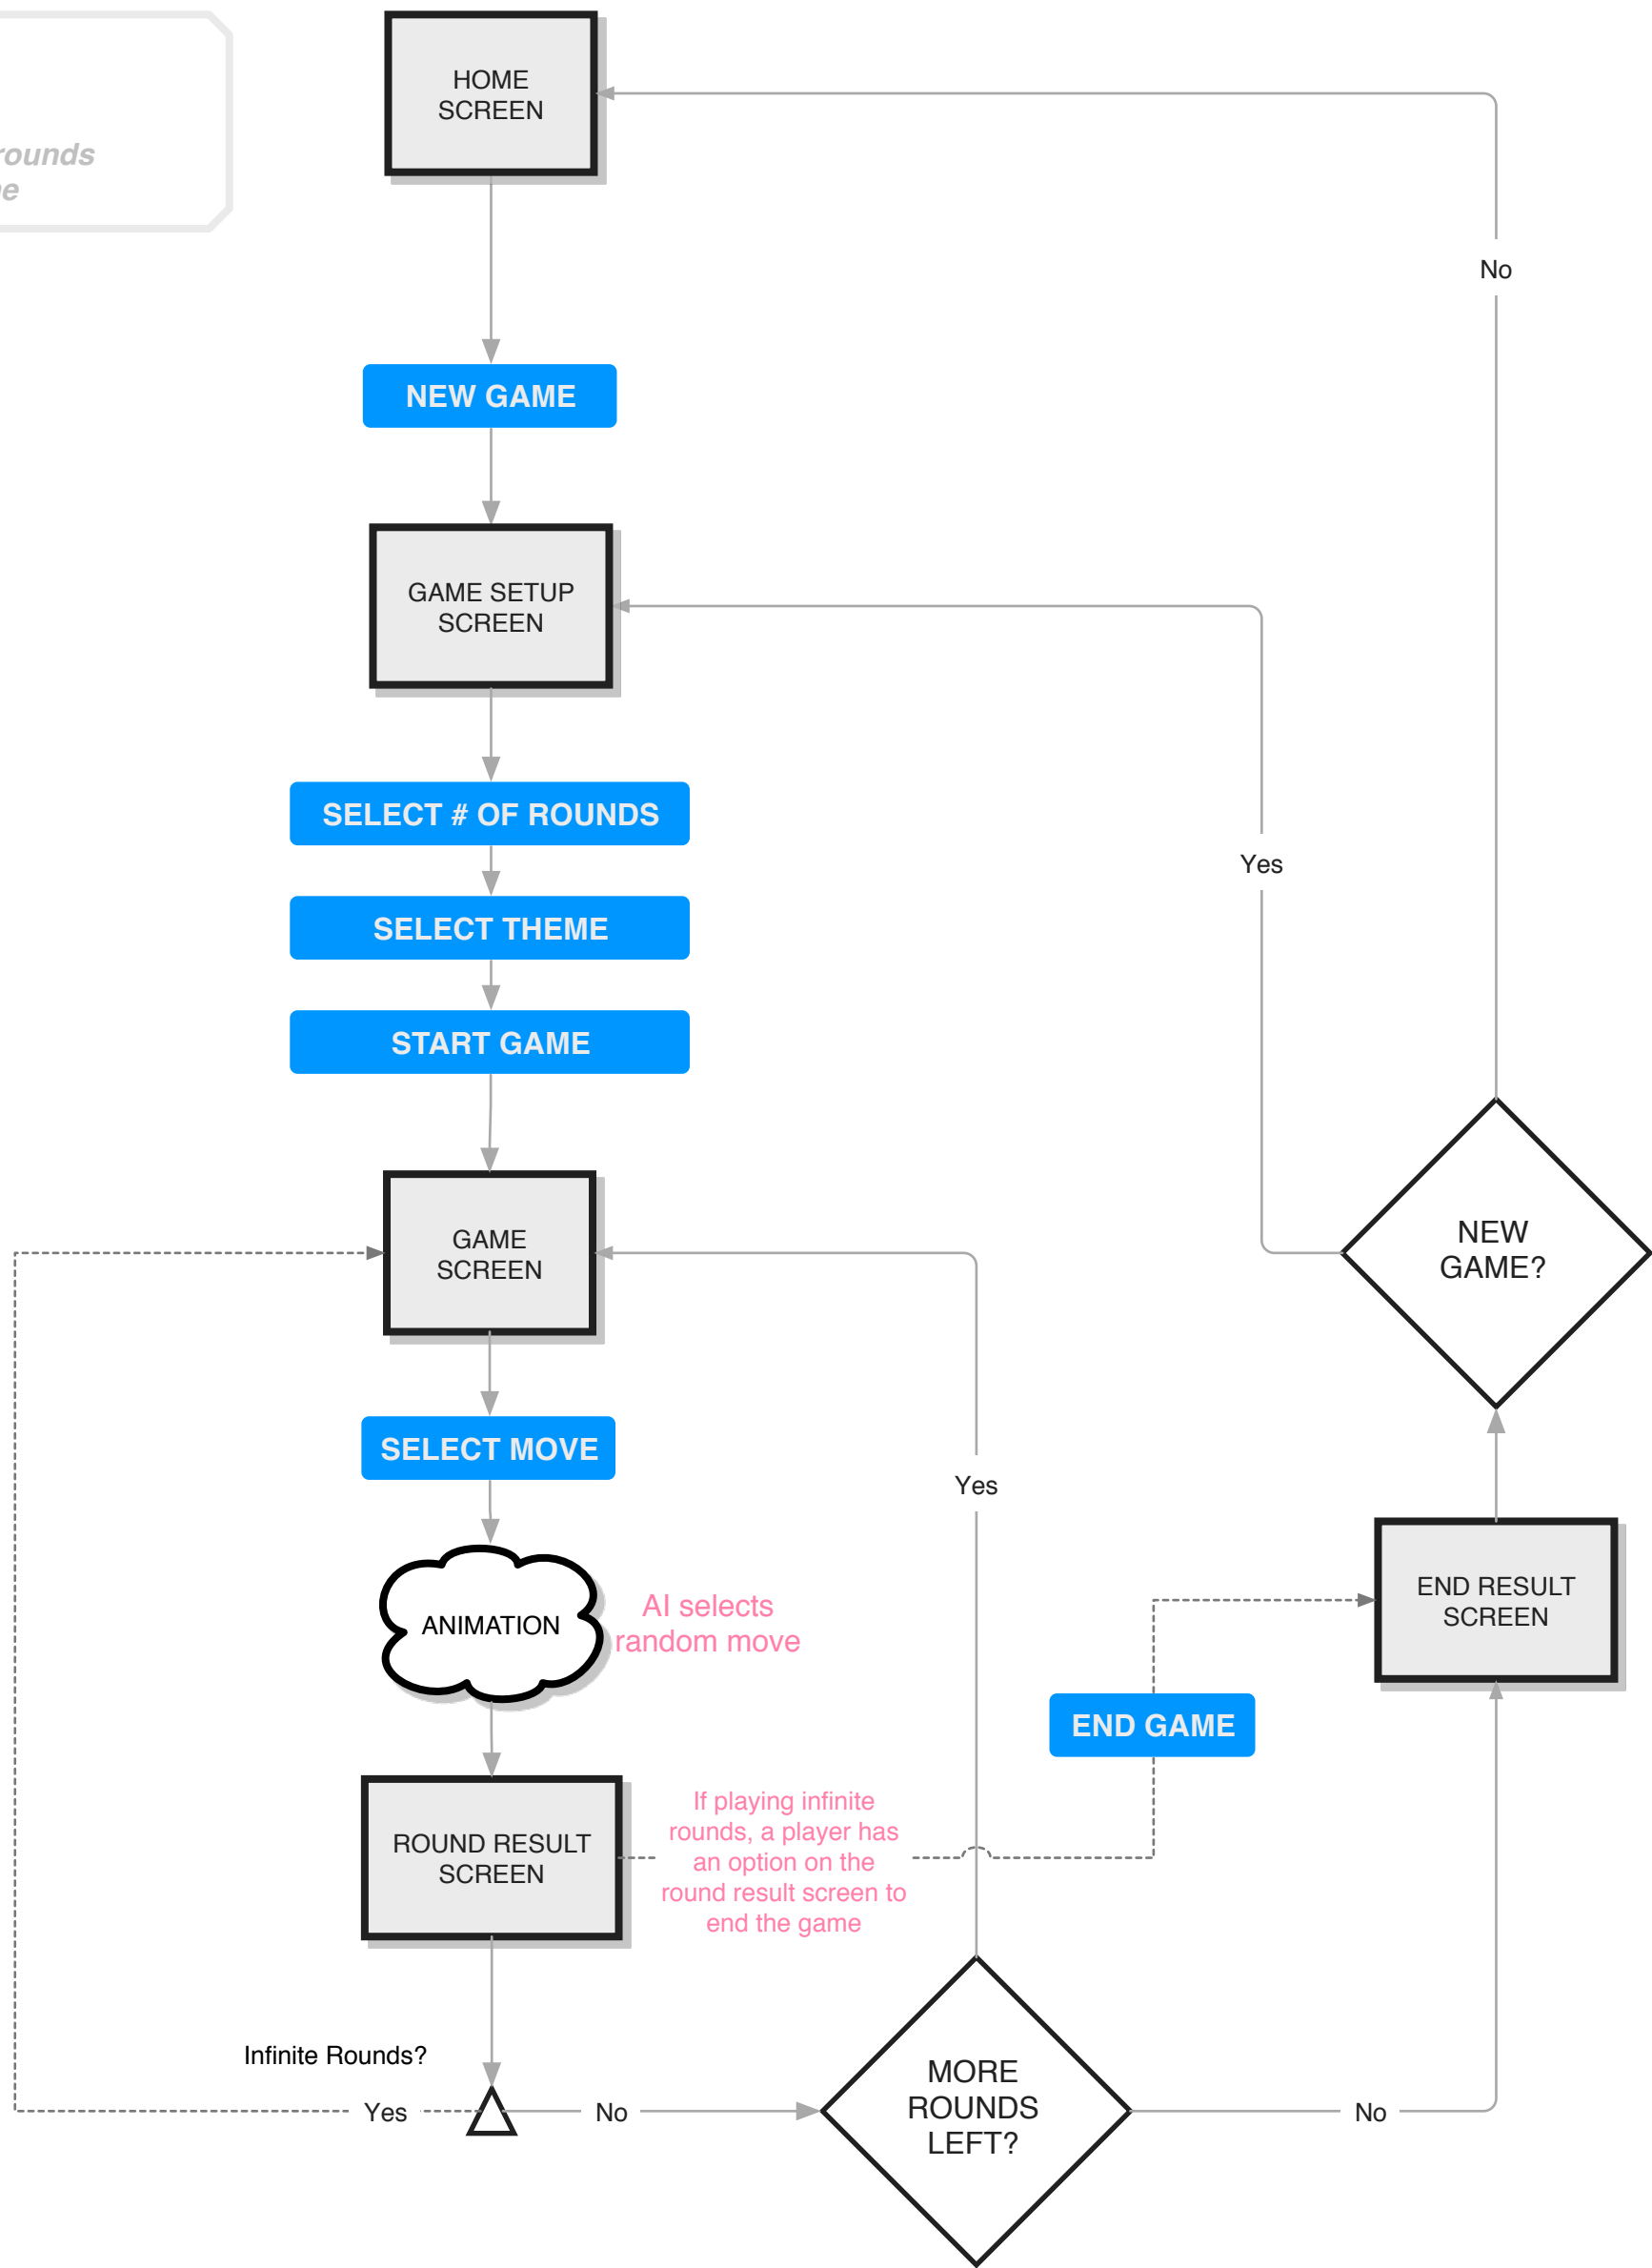 HOME
SCREEN
No
NEW GAME
GAME SETUP
SCREEN
SELECT # OF ROUNDS
Yes
SELECT THEME
START GAME
GAME
SCREEN
NEW
GAME?
SELECT MOVE
Yes
ANIMATION
AI selects
random move
END RESULT
SCREEN
END GAME
ROUND RESULT
SCREEN
If playing infinite
rounds, a player has
an option on the
round result screen to
end the game
Infinite Rounds?
Yes
No
MORE
ROUNDS
LEFT?
No